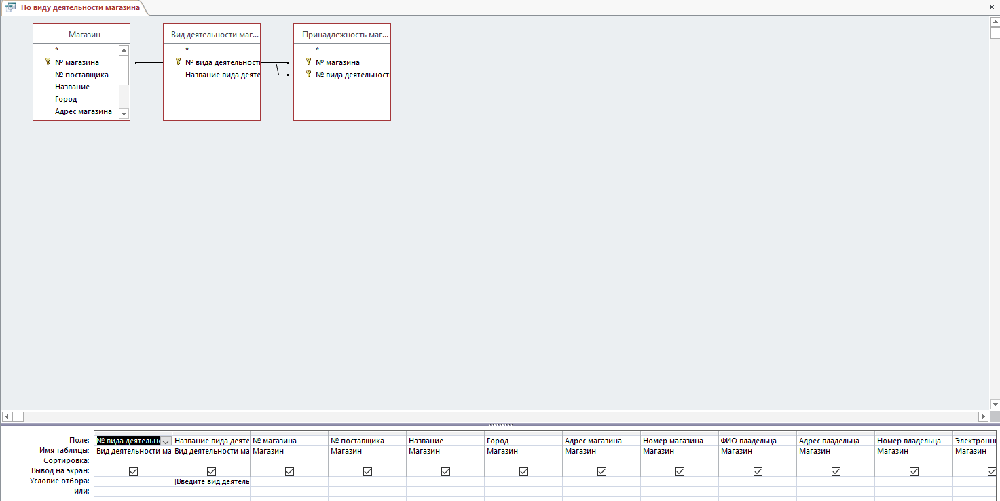 По виду деятельности магазина
Магазин
*
№ магазина
№ поставщика
Название
Город
Адрес магазина
Вид деятельности маг...
*
№ вида деятельности
Название вида деяте
Принадлежность маг...
*
№ магазина
№ вида деятельности
Поле: № вида деятельно Название вида деяте № магазина № поставщика Название Город Адрес магазина Номер магазина ФИО владельца Адрес владельца Номер владельца Электронн
Имя таблицы: Вид деятельности ма Вид деятельности ма Магазин Магазин Магазин Магазин Магазин Магазин Магазин Магазин Магазин Магазин
Сортировка:
Вывод на экран:
Условие отбора: [Введите вид деятель
или: